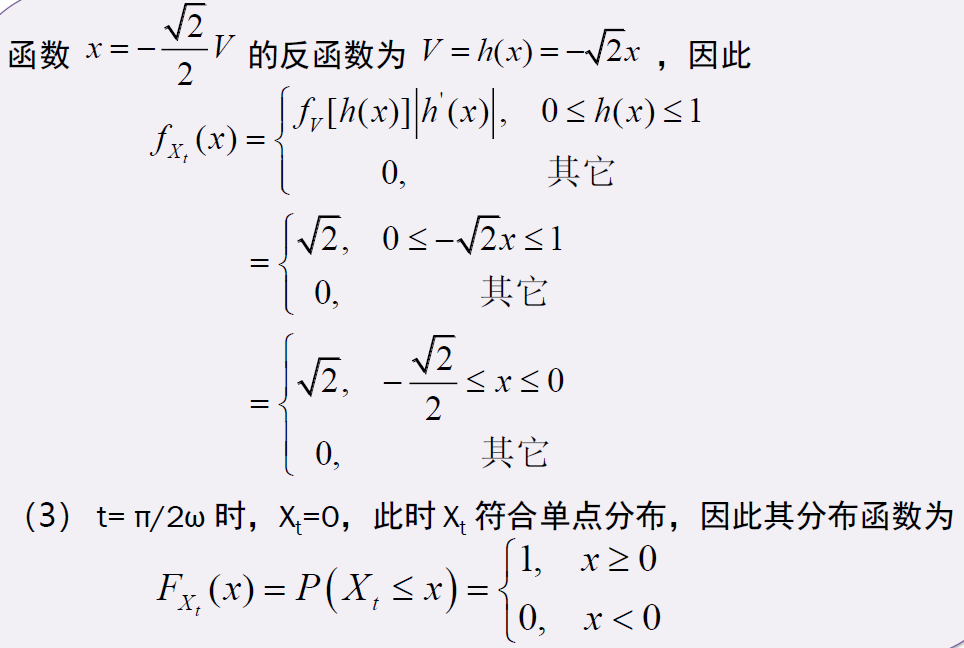 函数 $x=-\frac{\sqrt{2}}{2}V$ 的反函数为 $V=h(x)=-\sqrt{2}x$ ，因此
$f_{X_t}(x)=\begin{cases} f_V[h(x)]\left|h^{'}(x)\right|, & 0\le h(x)\le 1 \\ 0, & 其它 \end{cases}$
$=\begin{cases} \sqrt{2}, & 0\le -\sqrt{2}x\le 1 \\ 0, & 其它 \end{cases}$
$=\begin{cases} \sqrt{2}, & -\frac{\sqrt{2}}{2}\le x\le 0 \\ 0, & 其它 \end{cases}$
（3） t= π/2ω 时，$X_t$=0，此时 $X_t$ 符合单点分布，因此其分布函数为
$F_{X_t}(x)=P\left(X_t\le x\right)=\begin{cases} 1, & x\ge 0 \\ 0, & x<0 \end{cases}$